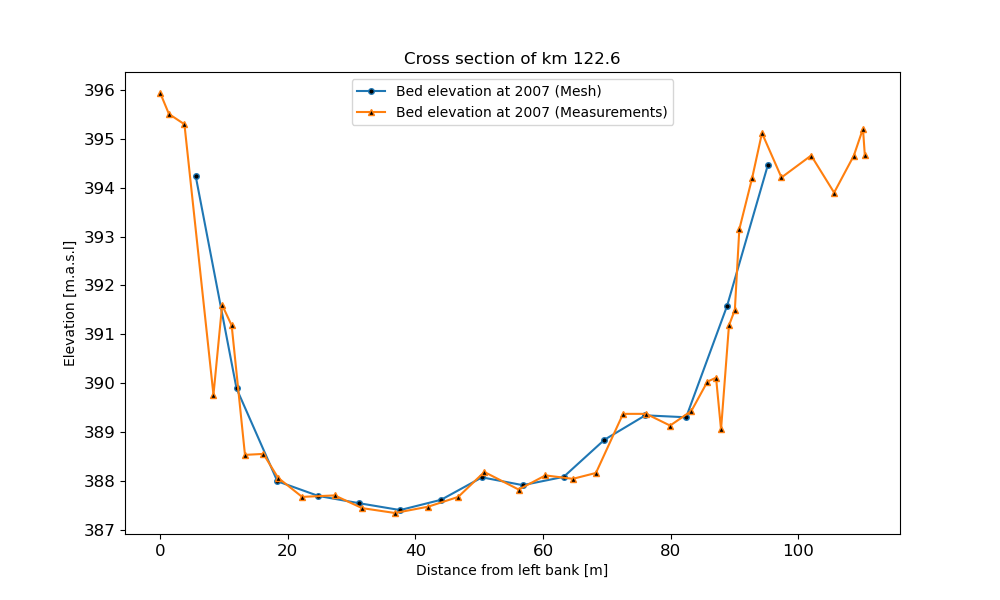 Cross section of km 122.6
Bed elevation at 2007 (Mesh)
Bed elevation at 2007 (Measurements)
Elevation [m.a.s.l]
396
395
394
393
392
391
390
389
388
387
0 20 40 60 80 100
Distance from left bank [m]